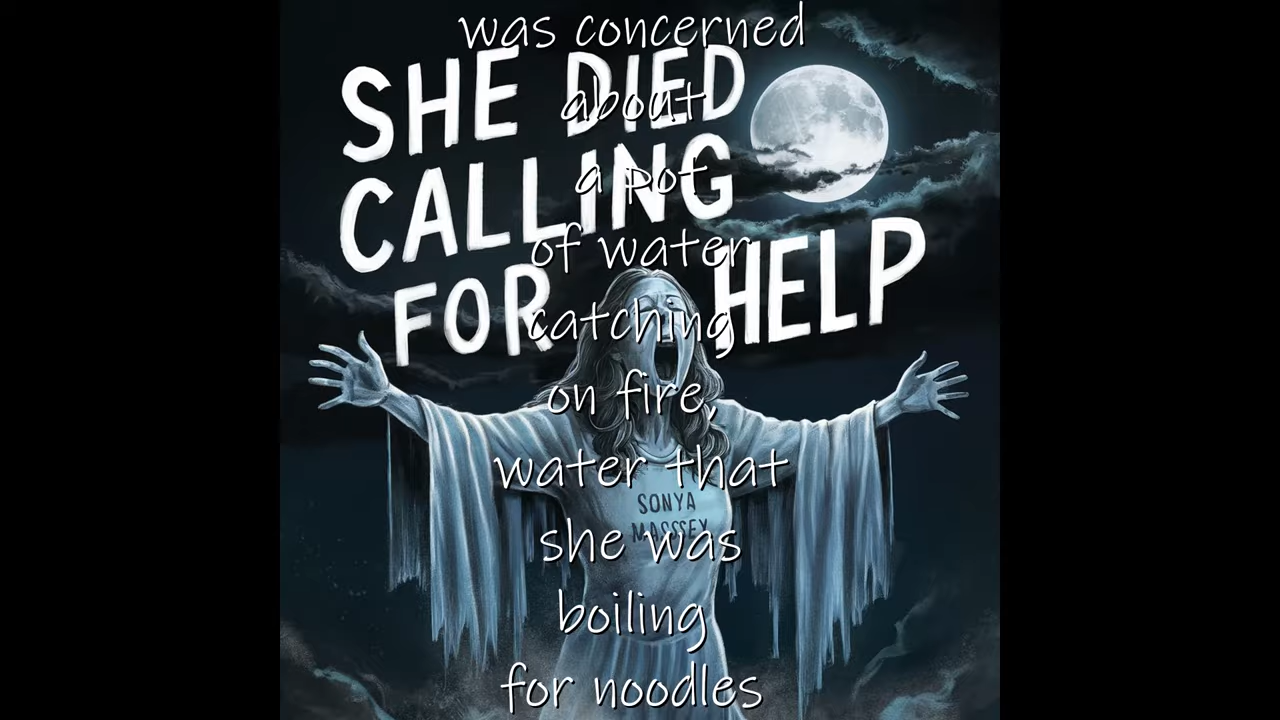 was concerned
about
a pot
of water
catching
on fire,
water that
she was
boiling
for noodles
SHE DIED
CALLING
FOR HELP
SONYA
MASSSEY